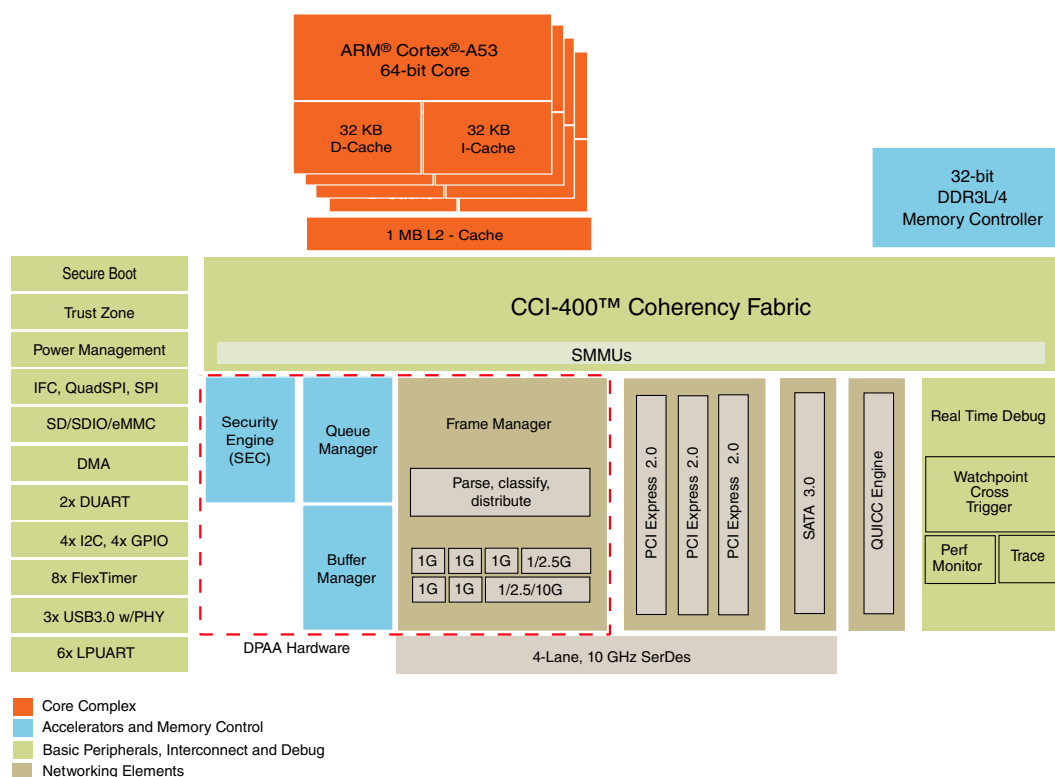 ARM® Cortex®-A53
64-bit Core
32 KB
D-Cache
32 KB
I-Cache
1 MB L2 - Cache
32-bit
DDR3L/4
Memory Controller
Secure Boot
Trust Zone
Power Management
IFC, QuadSPI, SPI
SD/SDIO/eMMC
DMA
2x DUART
4x I2C, 4x GPIO
8x FlexTimer
3x USB3.0 w/PHY
6x LPUART
CCI-400™ Coherency Fabric
SMMUs
Security
Engine
(SEC)
Queue
Manager
Buffer
Manager
Frame Manager
Parse, classify,
distribute
1G 1G 1G 1/2.5G
1G 1G 1/2.5/10G
DPAA Hardware
PCI Express 2.0
PCI Express 2.0
PCI Express 2.0
SATA 3.0
QUICC Engine
Real Time Debug
Watchpoint
Cross
Trigger
Perf
Monitor
Trace
4-Lane, 10 GHz SerDes
Core Complex
Accelerators and Memory Control
Basic Peripherals, Interconnect and Debug
Networking Elements